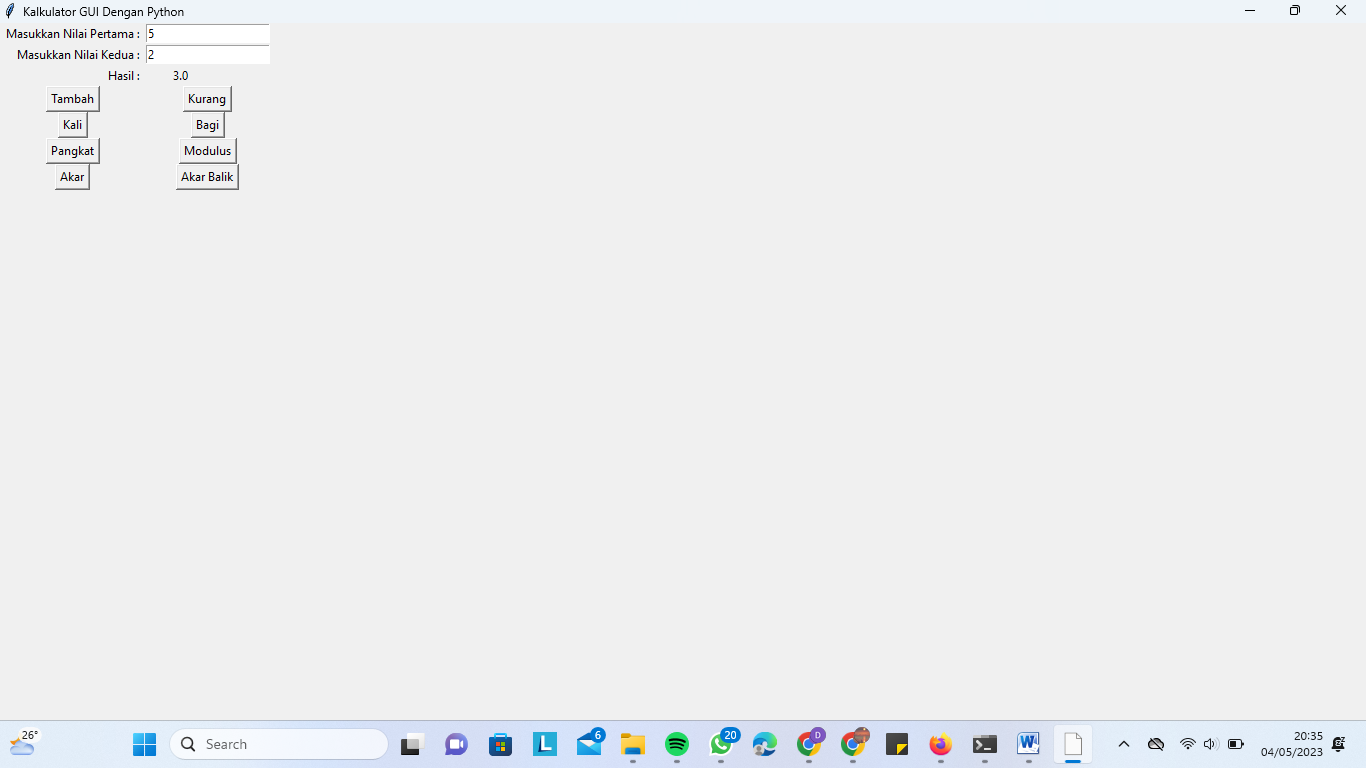 Kalkulator GUI Dengan Python
Masukkan Nilai Pertama : 5
Masukkan Nilai Kedua : 2
Hasil : 3.0
Tambah Kurang
Kali Bagi
Pangkat Modulus
Akar Akar Balik
26°
Search
L
6
20
D
W
20:35
04/05/2023